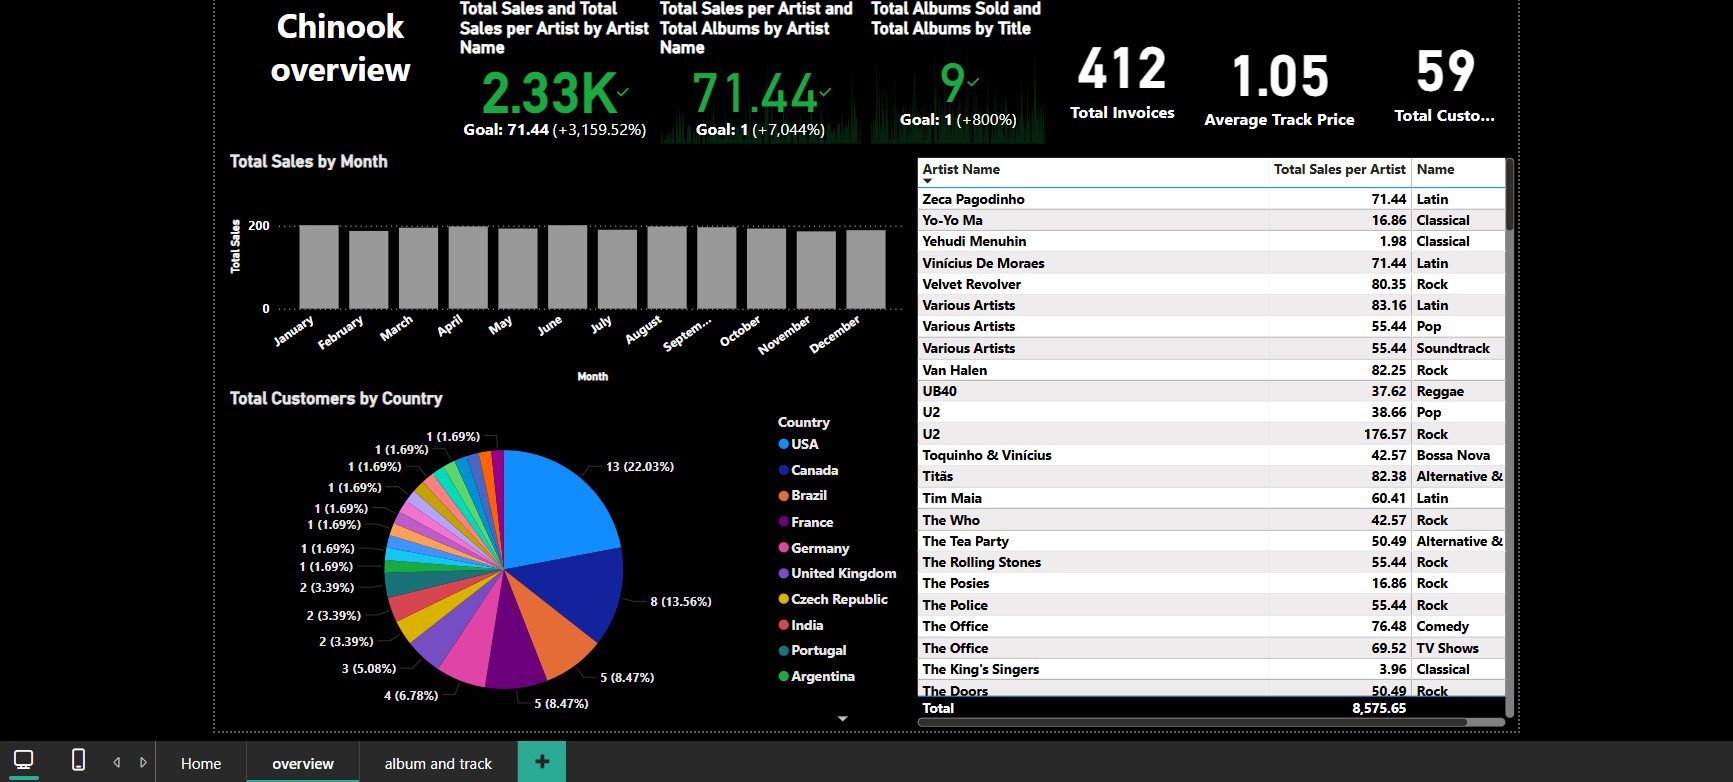 Chinook
overview
Total Sales and Total
Sales per Artist by Artist
Name
2.33K
Goal: 71.44 (+3,159.52%)
Total Sales per Artist and
Total Albums by Artist
Name
71.44
Goal: 1 (+7,044%)
Total Albums Sold and
Total Albums by Title
9
Goal: 1 (+800%)
412
Total Invoices
1.05
Average Track Price
59
Total Custo...
Total Sales by Month
Total Sales
200
0
January
February
March
April
May
June
July
August
Septem...
October
November
December
Month
Total Customers by Country
1 (1.69%)
1 (1.69%)
1 (1.69%)
1 (1.69%)
1 (1.69%)
1 (1.69%)
1 (1.69%)
1 (1.69%)
2 (3.39%)
2 (3.39%)
2 (3.39%)
3 (5.08%)
4 (6.78%)
5 (8.47%)
5 (8.47%)
8 (13.56%)
13 (22.03%)
Country
USA
Canada
Brazil
France
Germany
United Kingdom
Czech Republic
India
Portugal
Argentina
Artist Name Total Sales per Artist Name
Zeca Pagodinho 71.44 Latin
Yo-Yo Ma 16.86 Classical
Yehudi Menuhin 1.98 Classical
Vinícius De Moraes 71.44 Latin
Velvet Revolver 80.35 Rock
Various Artists 83.16 Latin
Various Artists 55.44 Pop
Various Artists 55.44 Soundtrack
Van Halen 82.25 Rock
UB40 37.62 Reggae
U2 38.66 Pop
U2 176.57 Rock
Toquinho & Vinícius 42.57 Bossa Nova
Titãs 82.38 Alternative &
Tim Maia 60.41 Latin
The Who 42.57 Rock
The Tea Party 50.49 Alternative &
The Rolling Stones 55.44 Rock
The Posies 16.86 Rock
The Police 55.44 Rock
The Office 76.48 Comedy
The Office 69.52 TV Shows
The King's Singers 3.96 Classical
The Doors 50.49 Rock
Total 8,575.65
Home
overview
album and track